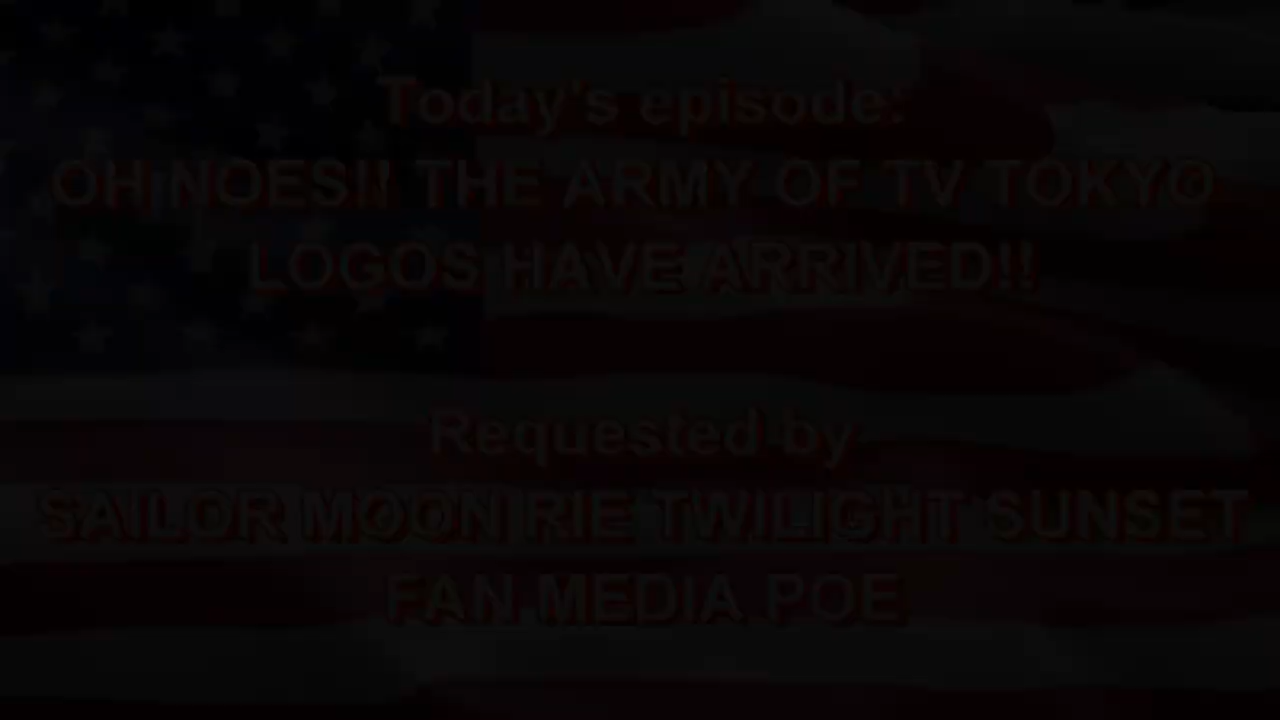 Today's episode:
OH NOES!! THE ARMY OF TV TOKYO
LOGOS HAVE ARRIVED!!
Requested by
SAILOR MOON RIE TWILIGHT SUNSET
FAN MEDIA POE